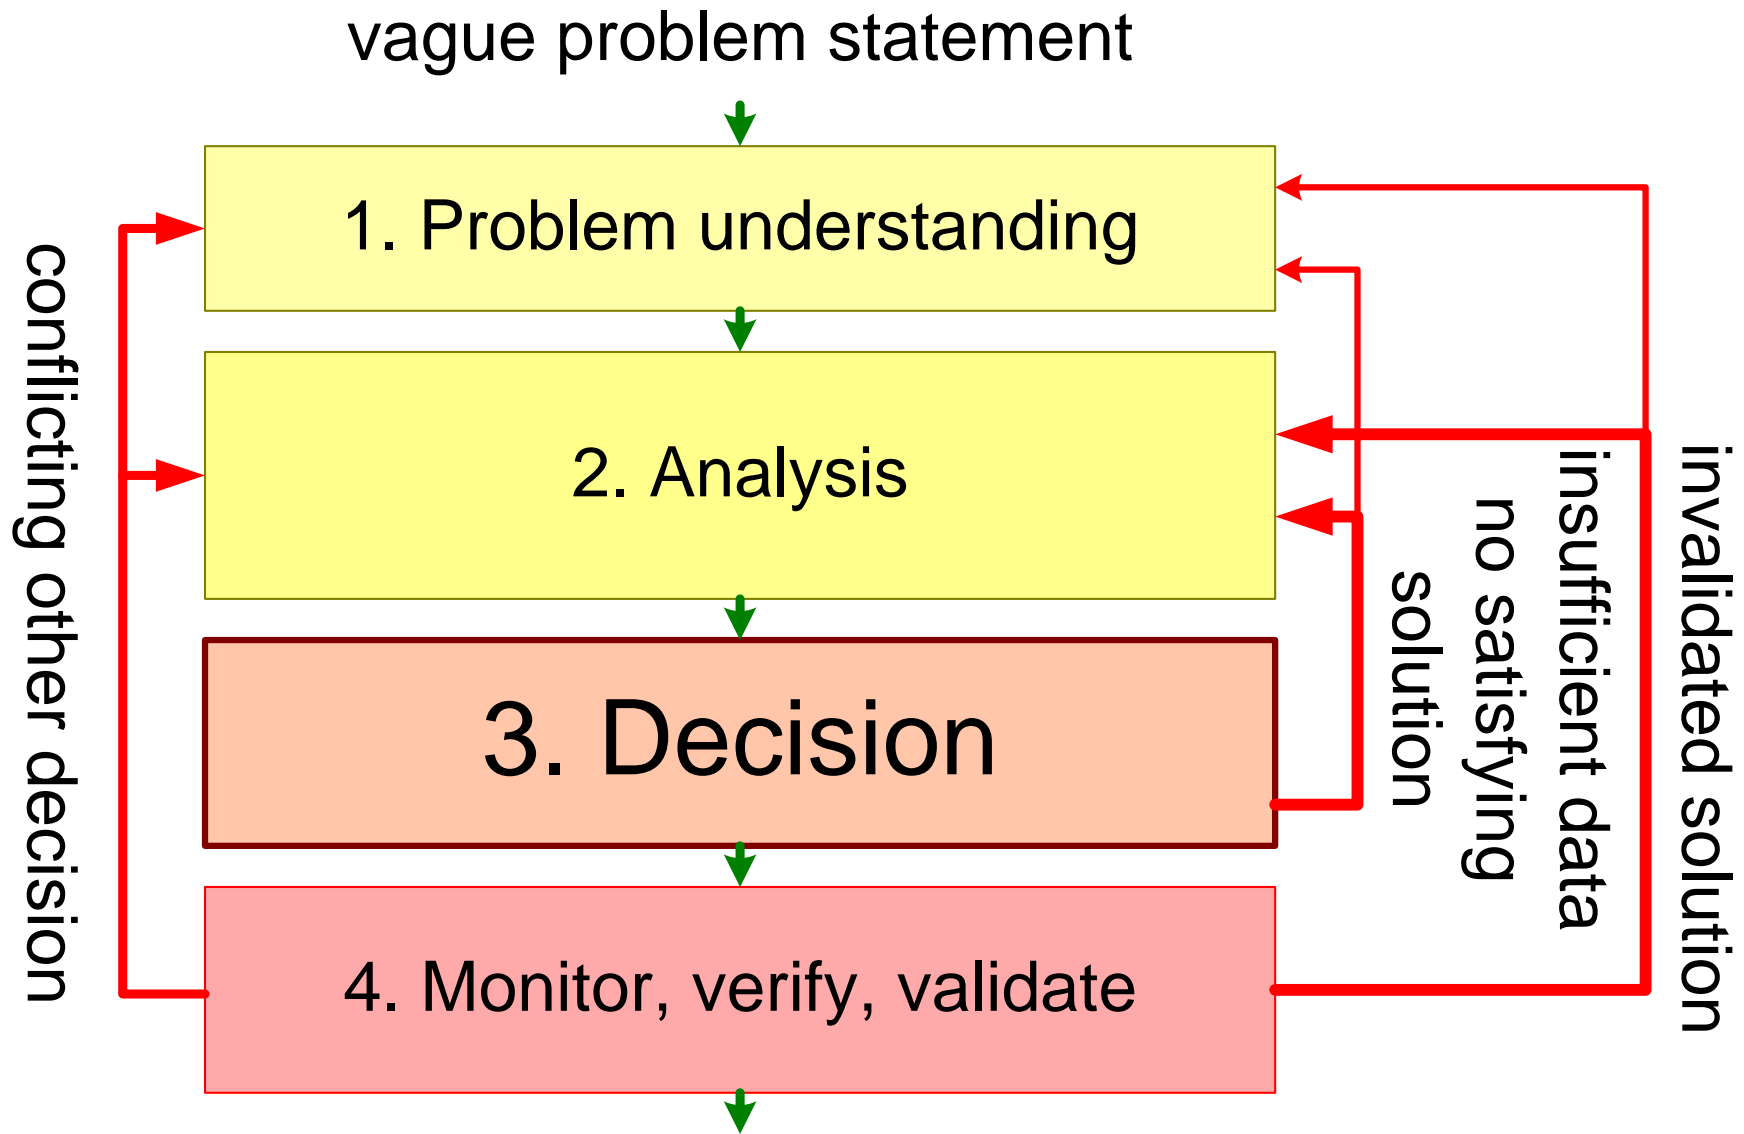 vague problem statement
1. Problem understanding
2. Analysis
3. Decision
4. Monitor, verify, validate
conflicting other decision
invalidated solution
insufficient data
no satisfying
solution